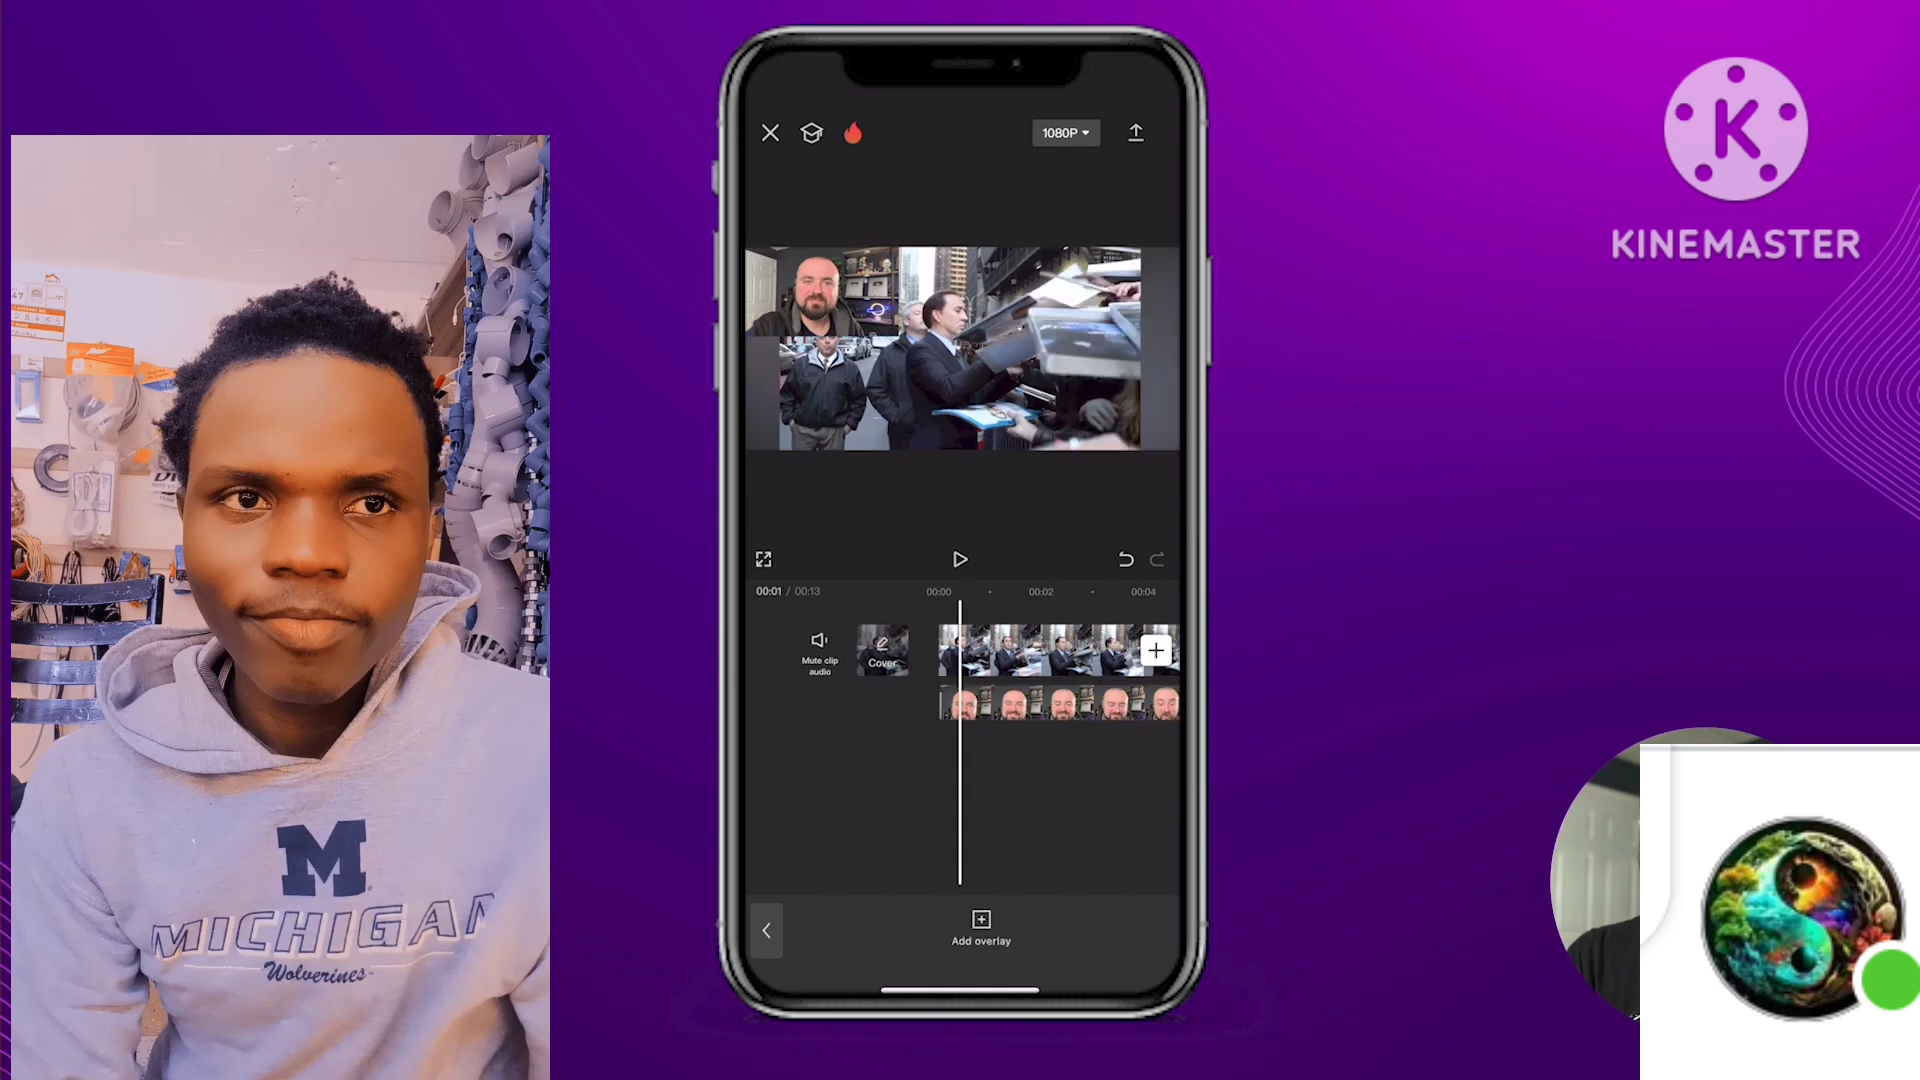 1080P
KINEMASTER
47
00:01 / 00:13
00:00
00:02
00:04
Mute clip
audio
Cover
Add overlay
M
MICHIGAN
Wolverines